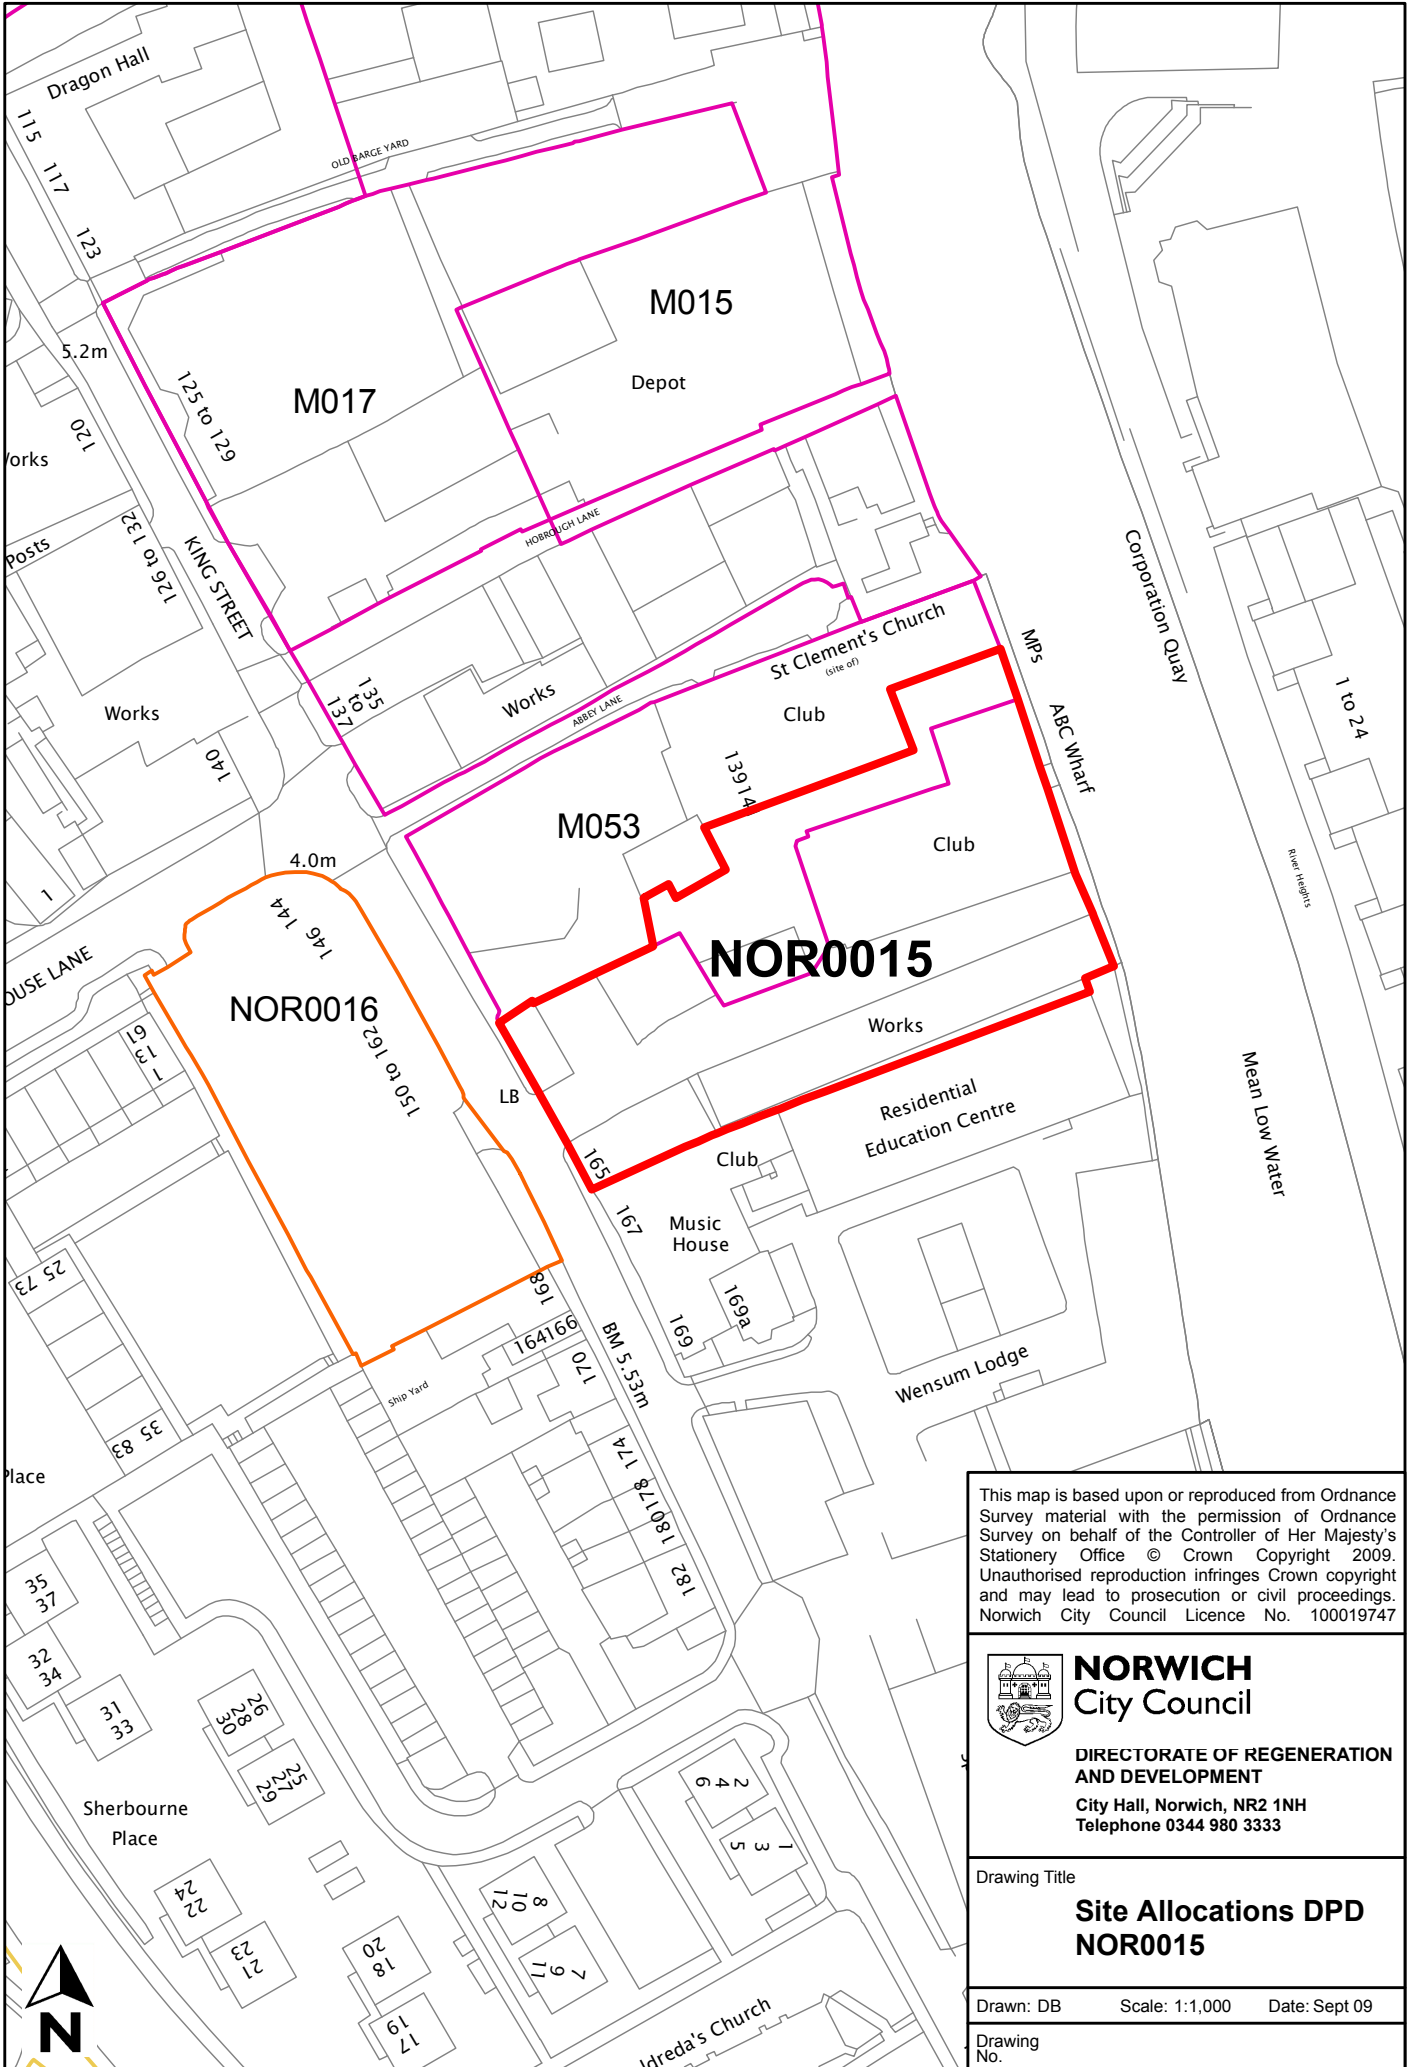 Dragon Hall
115
117
123
OLD BARGE YARD
5.2m
M015
Depot
M017
125 to 129
120
126 to 132
Posts
KING STREET
HOBROUGH LANE
Corporation Quay
MPs
St Clement's Church
(site of)
135
to
137
Works
ABBEY LANE
Works
140
Club
ABC Wharf
1 to 24
13914
M053
Club
River Heights
4.0m
1
144
146
NOR0015
NOR0016
150 to 162
61
13
1
Works
LB
Residential
Education Centre
Mean Low Water
165
Club
167
Music
House
25 73
168
169a
169
164166
BM 5.53m
170
Ship Yard
Wensum Lodge
35
83
174
180178
182
Place
35
37
32
34
31
33
26
28
30
25
27
29
Sherbourne
Place
2
4
6
1
3
5
24
22
23
21
8
10
12
7
9
11
20
18
19
17
ldreda's Church
N
This map is based upon or reproduced from Ordnance
Survey material with the permission of Ordnance
Survey on behalf of the Controller of Her Majesty's
Stationery Office © Crown Copyright 2009.
Unauthorised reproduction infringes Crown copyright
and may lead to prosecution or civil proceedings.
Norwich City Council Licence No. 100019747
NORWICH
City Council
DIRECTORATE OF REGENERATION
AND DEVELOPMENT
City Hall, Norwich, NR2 1NH
Telephone 0344 980 3333
Drawing Title
Site Allocations DPD
NOR0015
Drawn: DB Scale: 1:1,000 Date: Sept 09
Drawing
No.